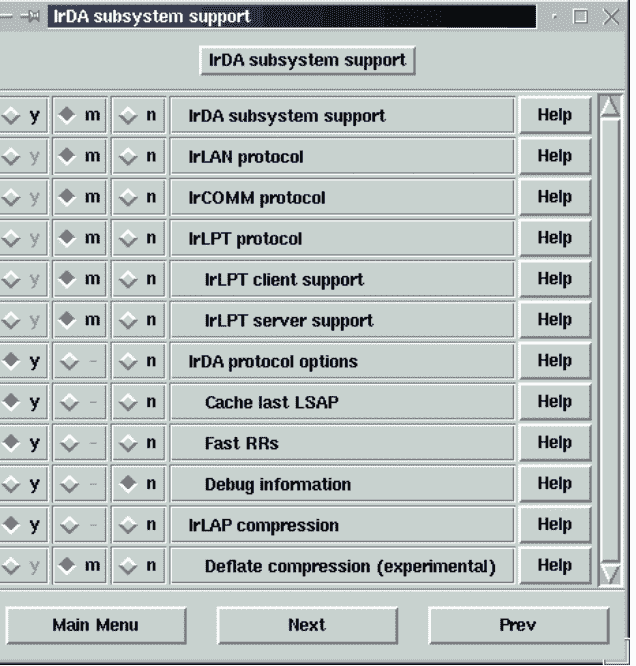 IrDA subsystem support
IrDA subsystem support
y m n IrDA subsystem support Help
y m n IrLAN protocol Help
y m n IrCOMM protocol Help
y m n IrLPT protocol Help
y m n IrLPT client support Help
y m n IrLPT server support Help
y - n IrDA protocol options Help
y - n Cache last LSAP Help
y - n Fast RRs Help
y - n Debug information Help
y - n IrLAP compression Help
y m n Deflate compression (experimental) Help
Main Menu Next Prev